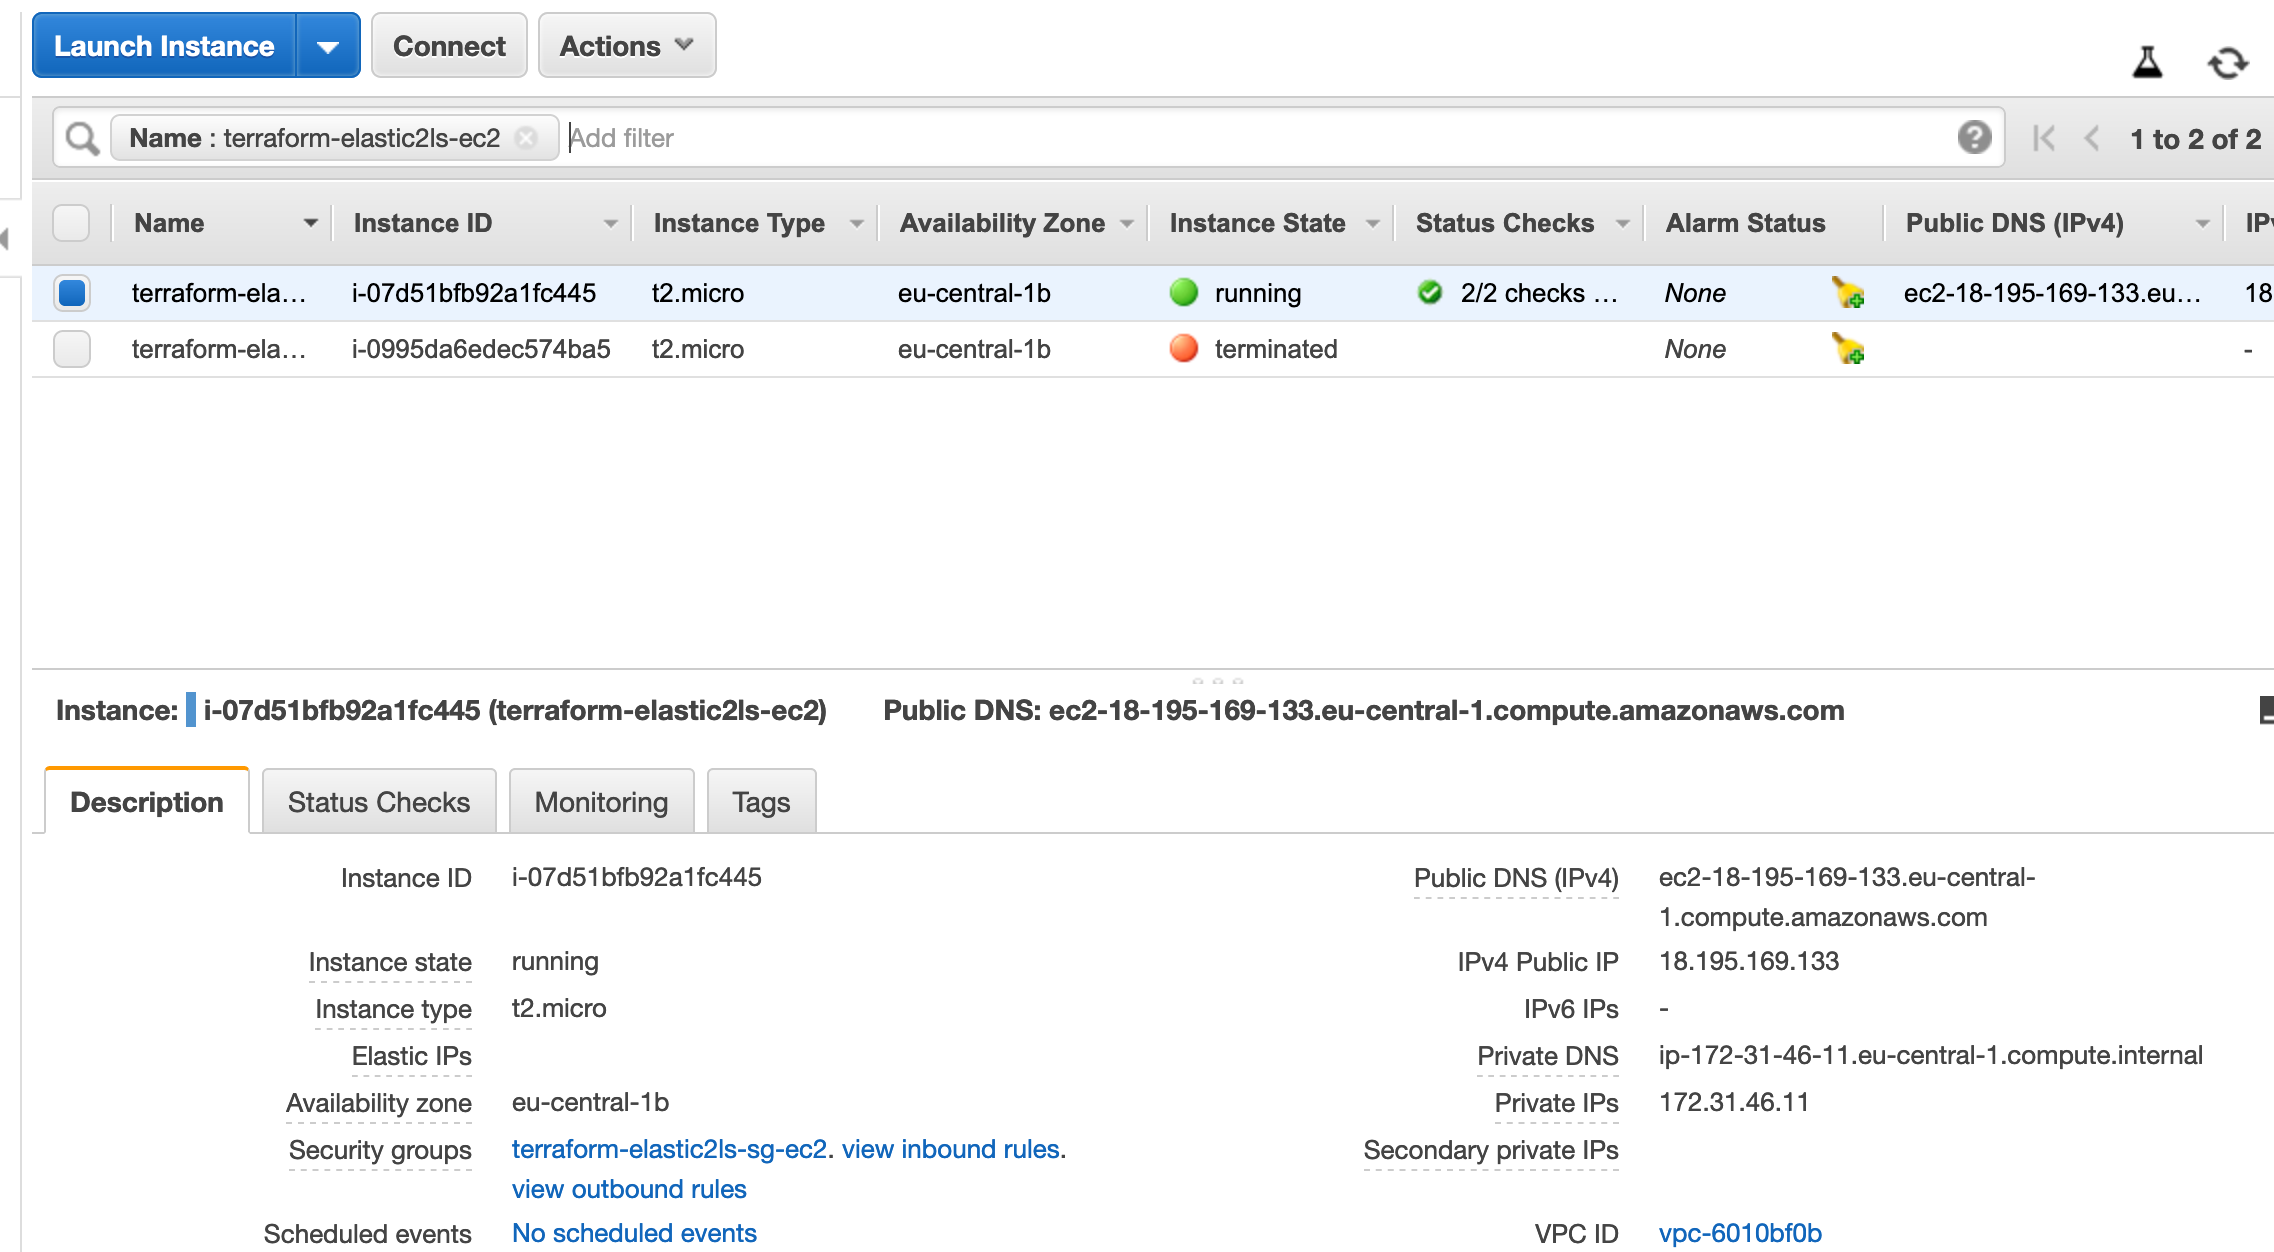 Launch Instance Connect Actions
Name : terraform-elastic2ls-ec2 Add filter 1 to 2 of 2
Name Instance ID Instance Type Availability Zone Instance State Status Checks Alarm Status Public DNS (IPv4)
terraform-ela... i-07d51bfb92a1fc445 t2.micro eu-central-1b running 2/2 checks ... None ec2-18-195-169-133.eu... 18
terraform-ela... i-0995da6edec574ba5 t2.micro eu-central-1b terminated None -
Instance: i-07d51bfb92a1fc445 (terraform-elastic2ls-ec2) Public DNS: ec2-18-195-169-133.eu-central-1.compute.amazonaws.com
Description Status Checks Monitoring Tags
Instance ID i-07d51bfb92a1fc445 Public DNS (IPv4) ec2-18-195-169-133.eu-central-
1.compute.amazonaws.com
Instance state running IPv4 Public IP 18.195.169.133
Instance type t2.micro IPv6 IPs -
Elastic IPs Private DNS ip-172-31-46-11.eu-central-1.compute.internal
Availability zone eu-central-1b Private IPs 172.31.46.11
Security groups terraform-elastic2ls-sg-ec2. view inbound rules. Secondary private IPs
view outbound rules
Scheduled events No scheduled events VPC ID vpc-6010bf0b